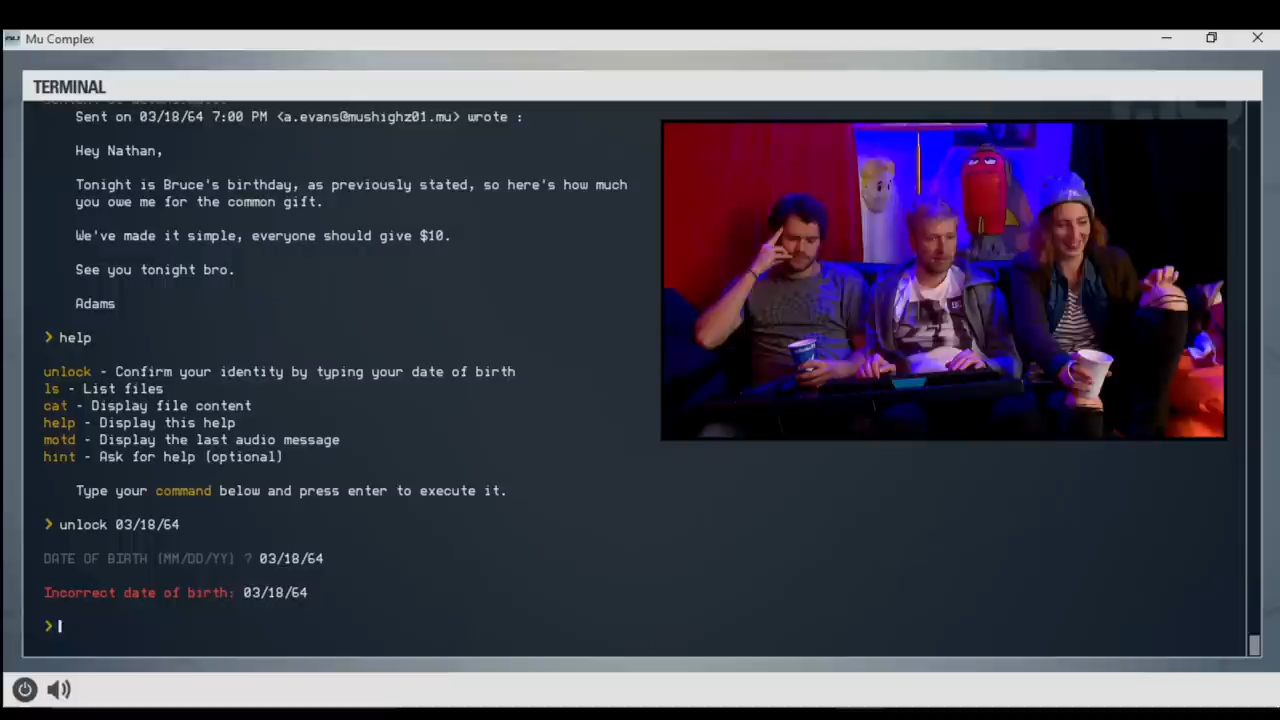 Mu Complex
TERMINAL
Sent on 03/18/64 7:00 PM <a.evans@mushighz01.mu> wrote :
Hey Nathan,
Tonight is Bruce's birthday, as previously stated, so here's how much
you owe me for the common gift.
We've made it simple, everyone should give $10.
See you tonight bro.
Adams
> help
unlock - Confirm your identity by typing your date of birth
ls - List files
cat - Display file content
help - Display this help
motd - Display the last audio message
hint - Ask for help (optional)
Type your command below and press enter to execute it.
> unlock 03/18/64
DATE OF BIRTH (MM/DD/YY) ? 03/18/64
Incorrect date of birth: 03/18/64
>